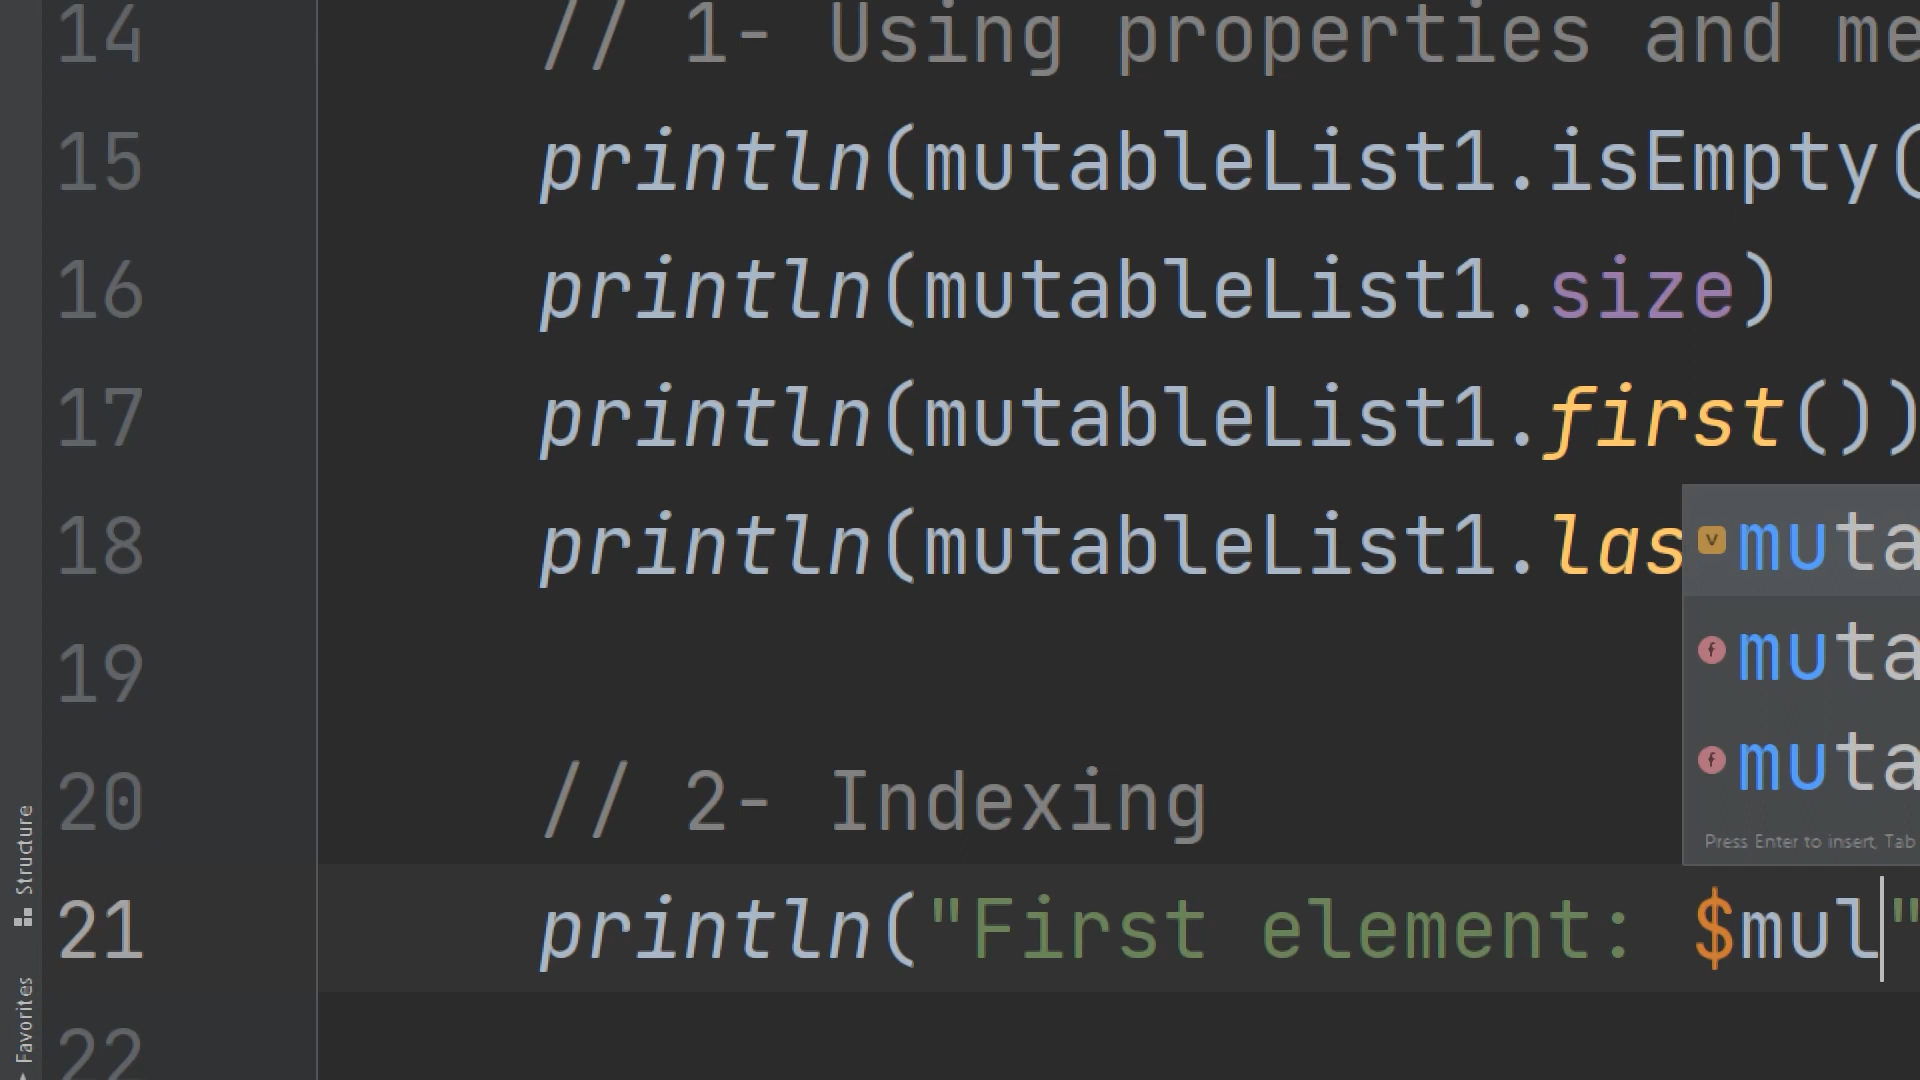 14 // 1- Using properties and me
15 println(mutableList1.isEmpty(
16 println(mutableList1.size)
17 println(mutableList1.first())
18 println(mutableList1.las
muta
muta
muta
Press Enter to insert, Tab
19
20 // 2- Indexing
21 println("First element: $mul"
22
Structure
Favorites